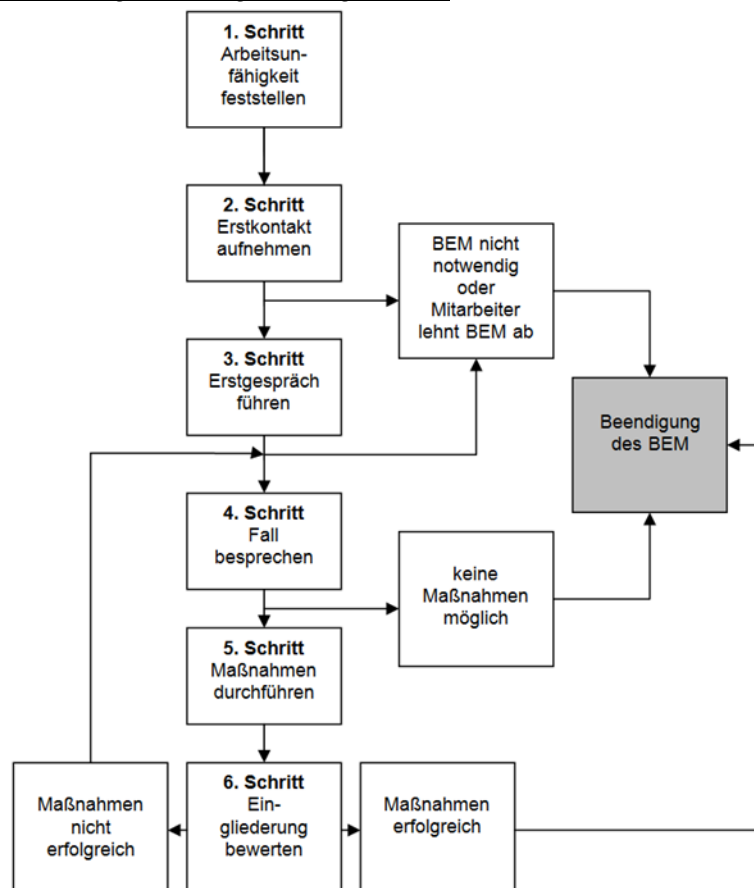 1. Schritt
Arbeitsun-
fähigkeit
feststellen
2. Schritt
Erstkontakt
aufnehmen
BEM nicht
notwendig
oder
Mitarbeiter
lehnt BEM ab
3. Schritt
Erstgespräch
führen
Beendigung
des BEM
4. Schritt
Fall
besprechen
keine
Maßnahmen
möglich
5. Schritt
Maßnahmen
durchführen
Maßnahmen
nicht
erfolgreich
6. Schritt
Ein-
gliederung
bewerten
Maßnahmen
erfolgreich